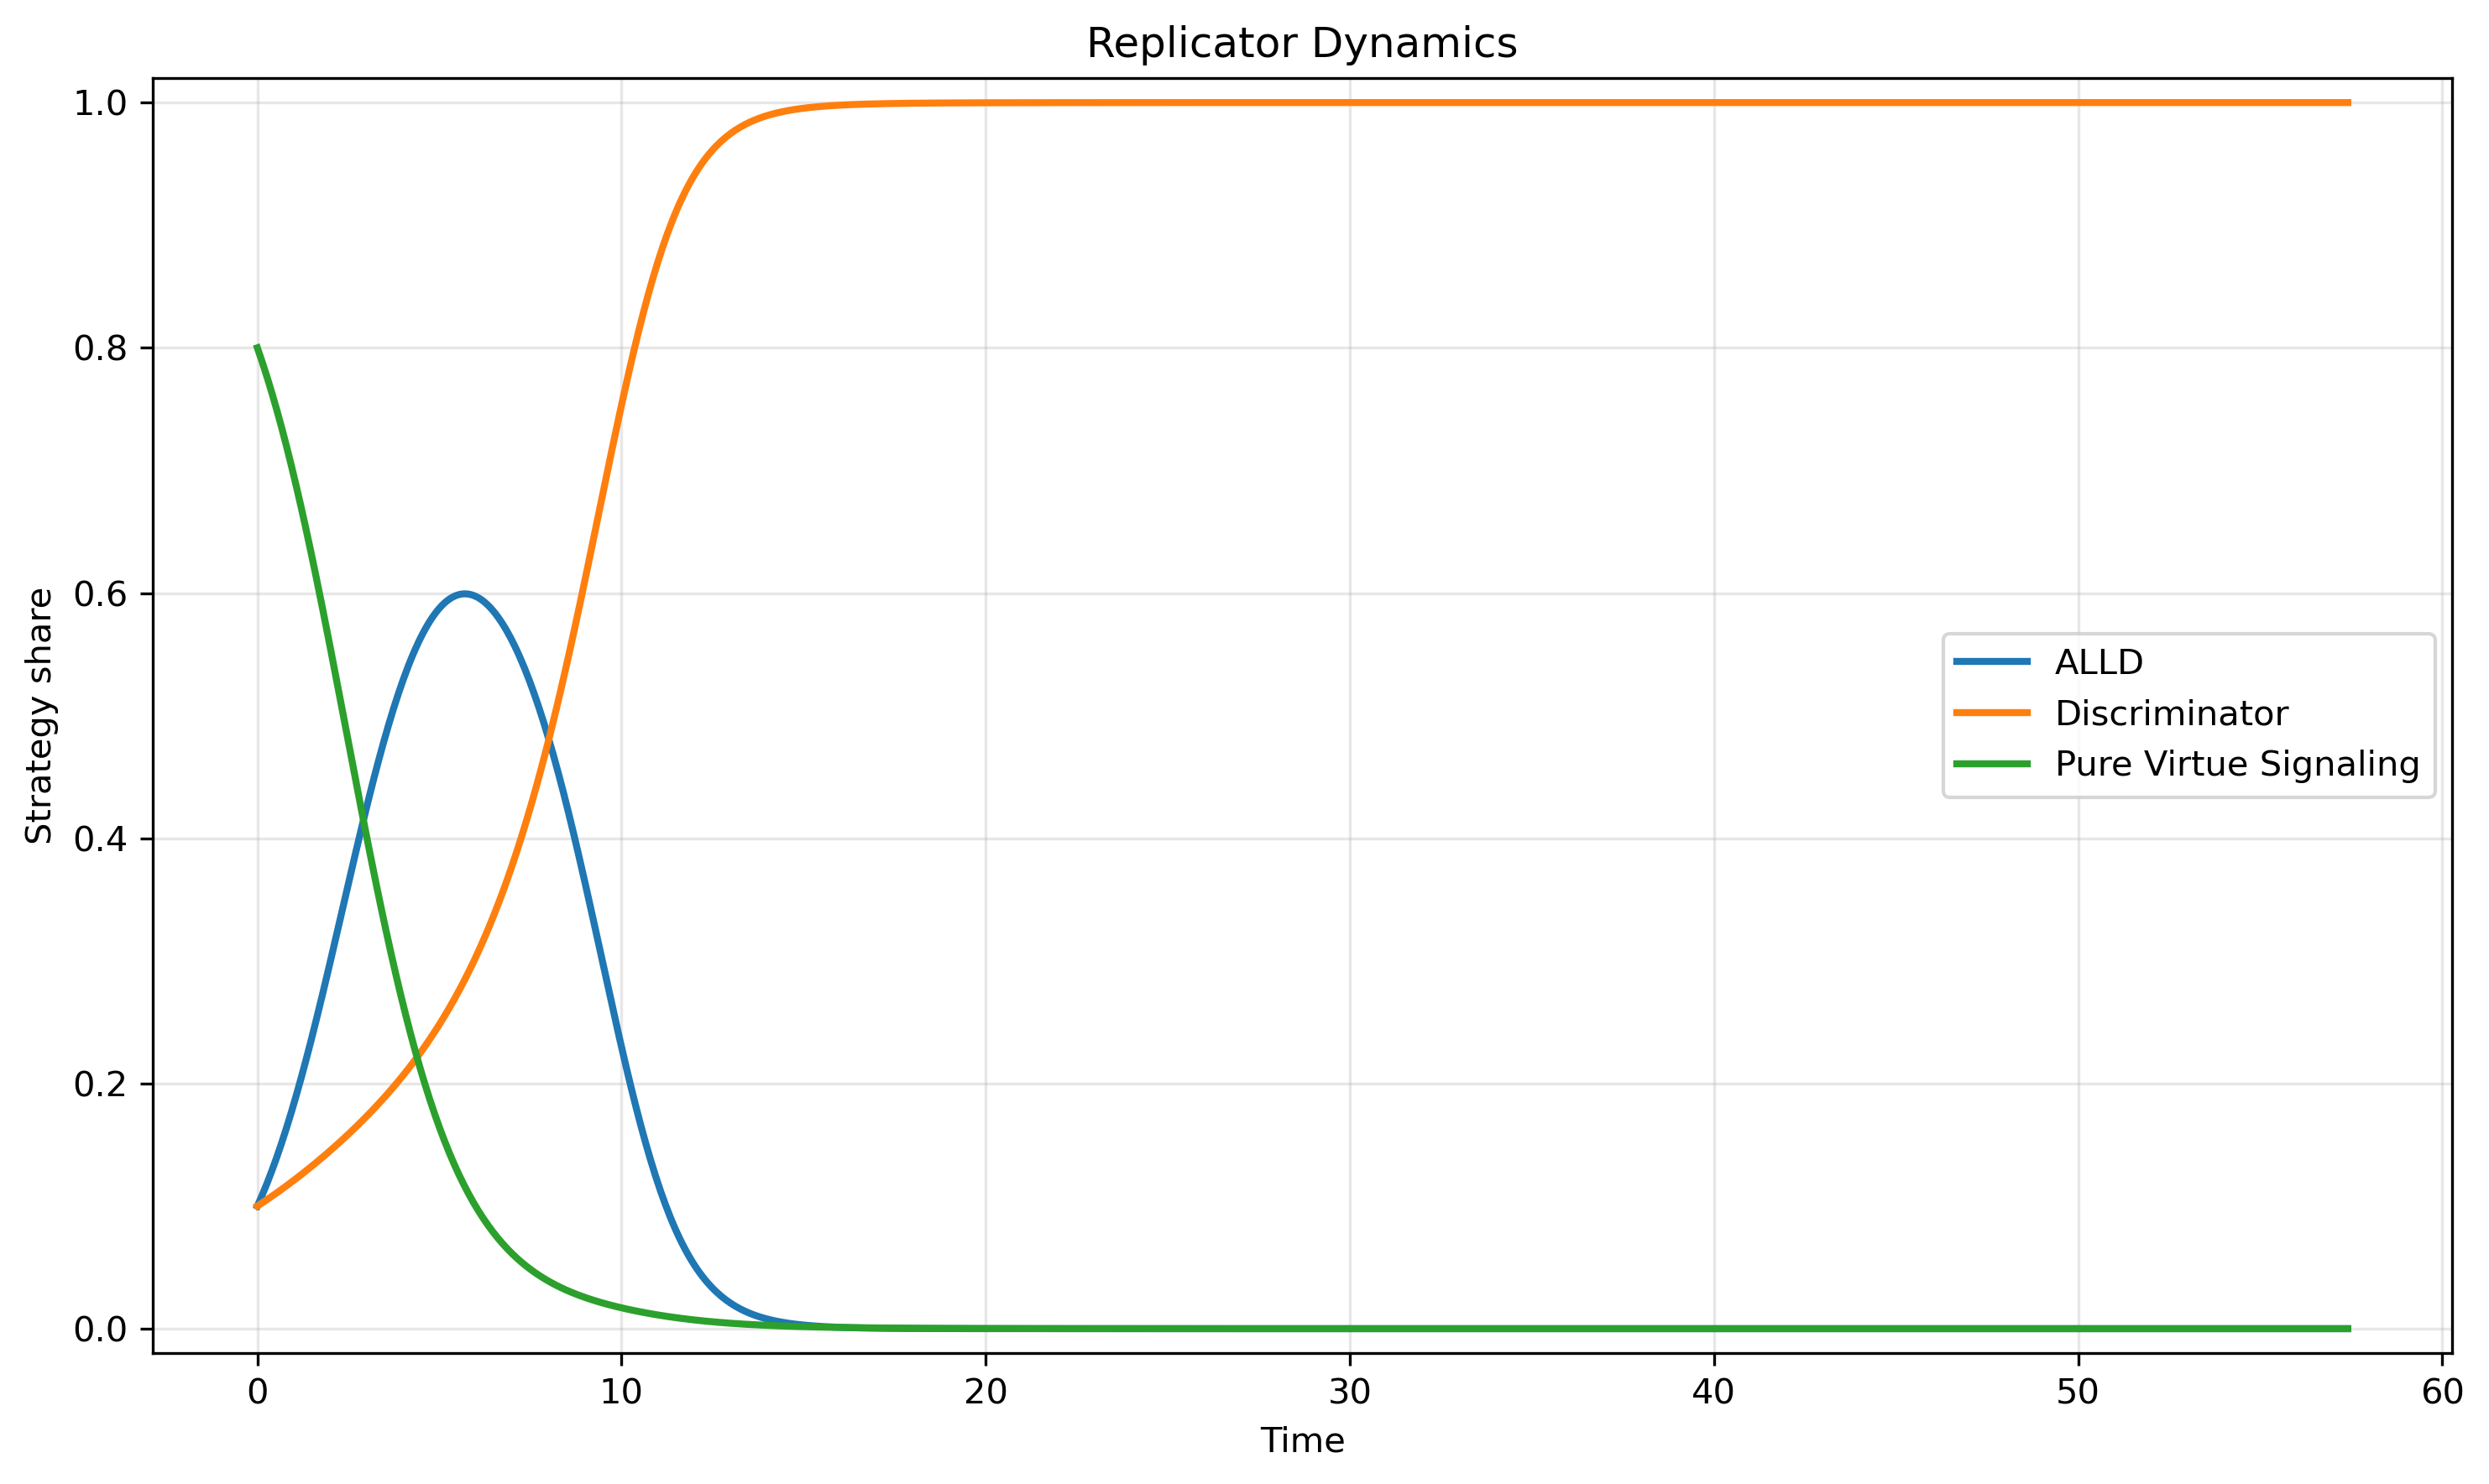 Replicator Dynamics
1.0
0.8
0.6
0.4
0.2
0.0
Strategy share
ALLD
Discriminator
Pure Virtue Signaling
0 10 20 30 40 50 60
Time